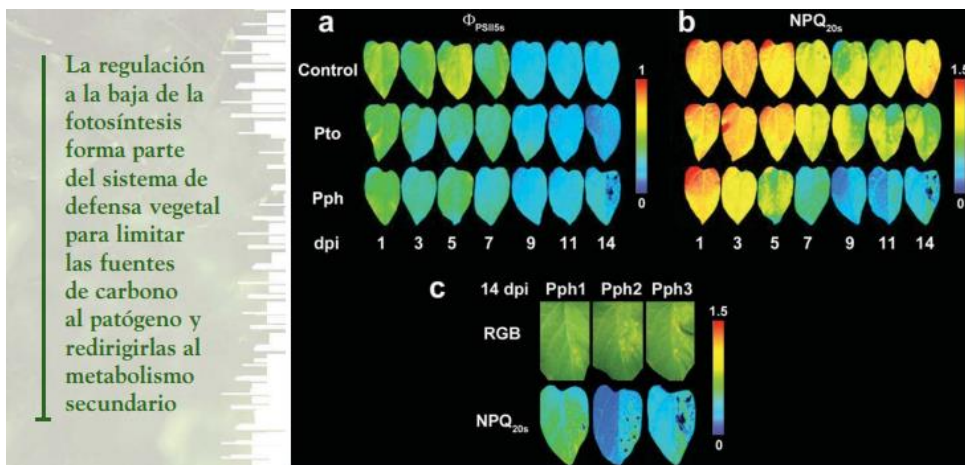 La regulación
a la baja de la
fotosíntesis
forma parte
del sistema de
defensa vegetal
para limitar
las fuentes
de carbono
al patógeno y
redirigirlas al
metabolismo
secundario
a
ΦPSII5s
b
NPQ20s
Control
1
1.5
Pto
Pph
0
0
dpi 1 3 5 7 9 11 14 1 3 5 7 9 11 14
c
14 dpi Pph1 Pph2 Pph3
1.5
RGB
NPQ20s
0